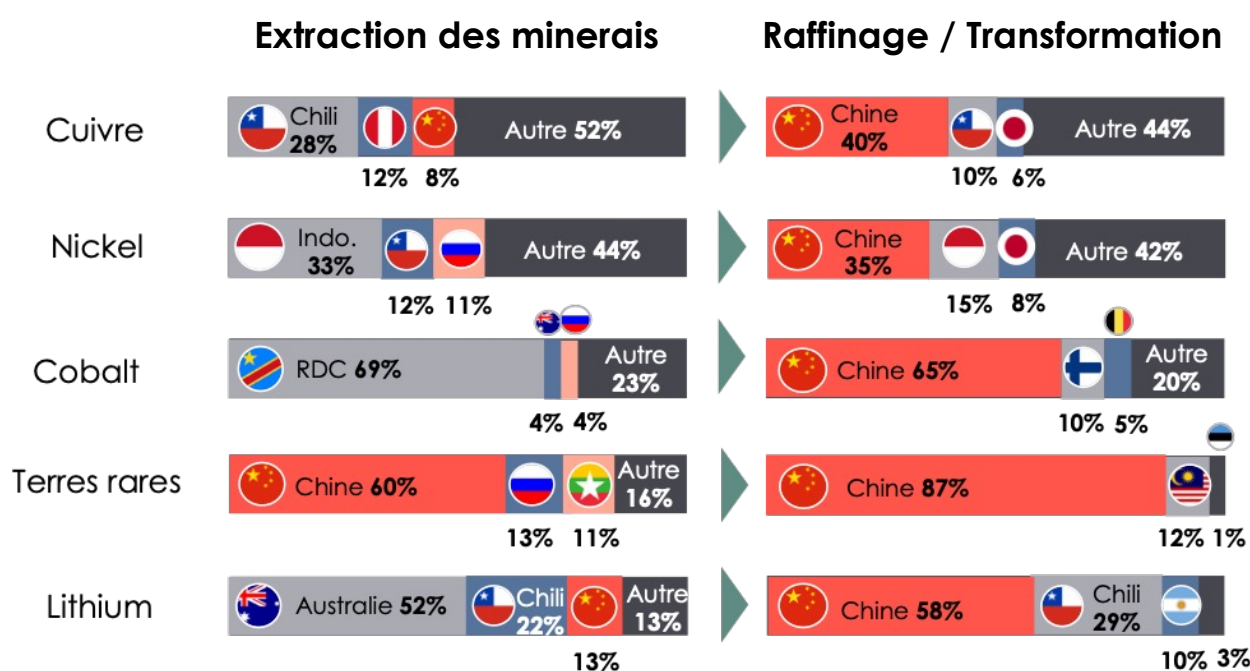 Extraction des minerais
Raffinage / Transformation
Cuivre
Chili
28%
12%
8%
Autre 52%
Chine
40%
10%
6%
Autre 44%
Nickel
Indo.
33%
12%
11%
Autre 44%
Chine
35%
15%
8%
Autre 42%
Cobalt
RDC 69%
4%
4%
Autre
23%
Chine 65%
10%
5%
Autre
20%
Terres rares
Chine 60%
13%
11%
Autre
16%
Chine 87%
12%
1%
Lithium
Australie 52%
Chili
22%
13%
Autre
13%
Chine 58%
Chili
29%
10%
3%